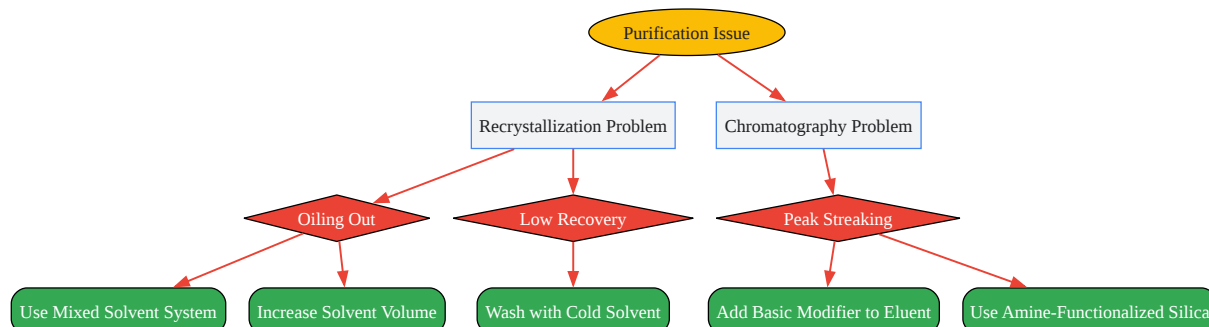 Purification Issue
Recrystallization Problem
Chromatography Problem
Oiling Out
Low Recovery
Peak Streaking
Use Mixed Solvent System
Increase Solvent Volume
Wash with Cold Solvent
Add Basic Modifier to Eluent
Use Amine-Functionalized Silica